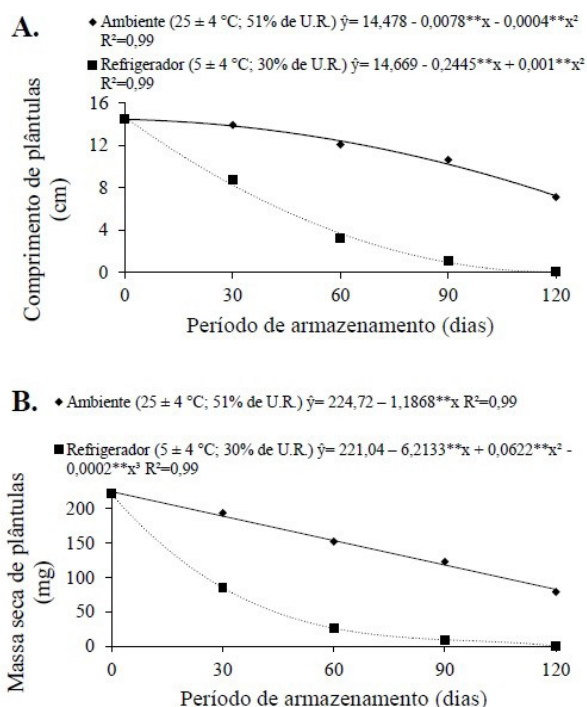 A.
◆ Ambiente (25 ± 4 °C; 51% de U.R.) ŷ= 14,478 - 0,0078**x - 0,0004**x²
R²=0,99
■ Refrigerador (5 ± 4 °C; 30% de U.R.) ŷ= 14,669 - 0,2445**x + 0,001**x²
R²=0,99
Comprimento de plântulas
(cm)
16
12
8
4
0
0 30 60 90 120
Período de armazenamento (dias)
B.
◆ Ambiente (25 ± 4 °C; 51% de U.R.) ŷ= 224,72 – 1,1868**x R²=0,99
■ Refrigerador (5 ± 4 °C; 30% de U.R.) ŷ= 221,04 – 6,2133**x + 0,0622**x² -
0,0002**x³ R²=0,99
Massa seca de plântulas
(mg)
200
150
100
50
0
0 30 60 90 120
Período de armazenamento (dias)